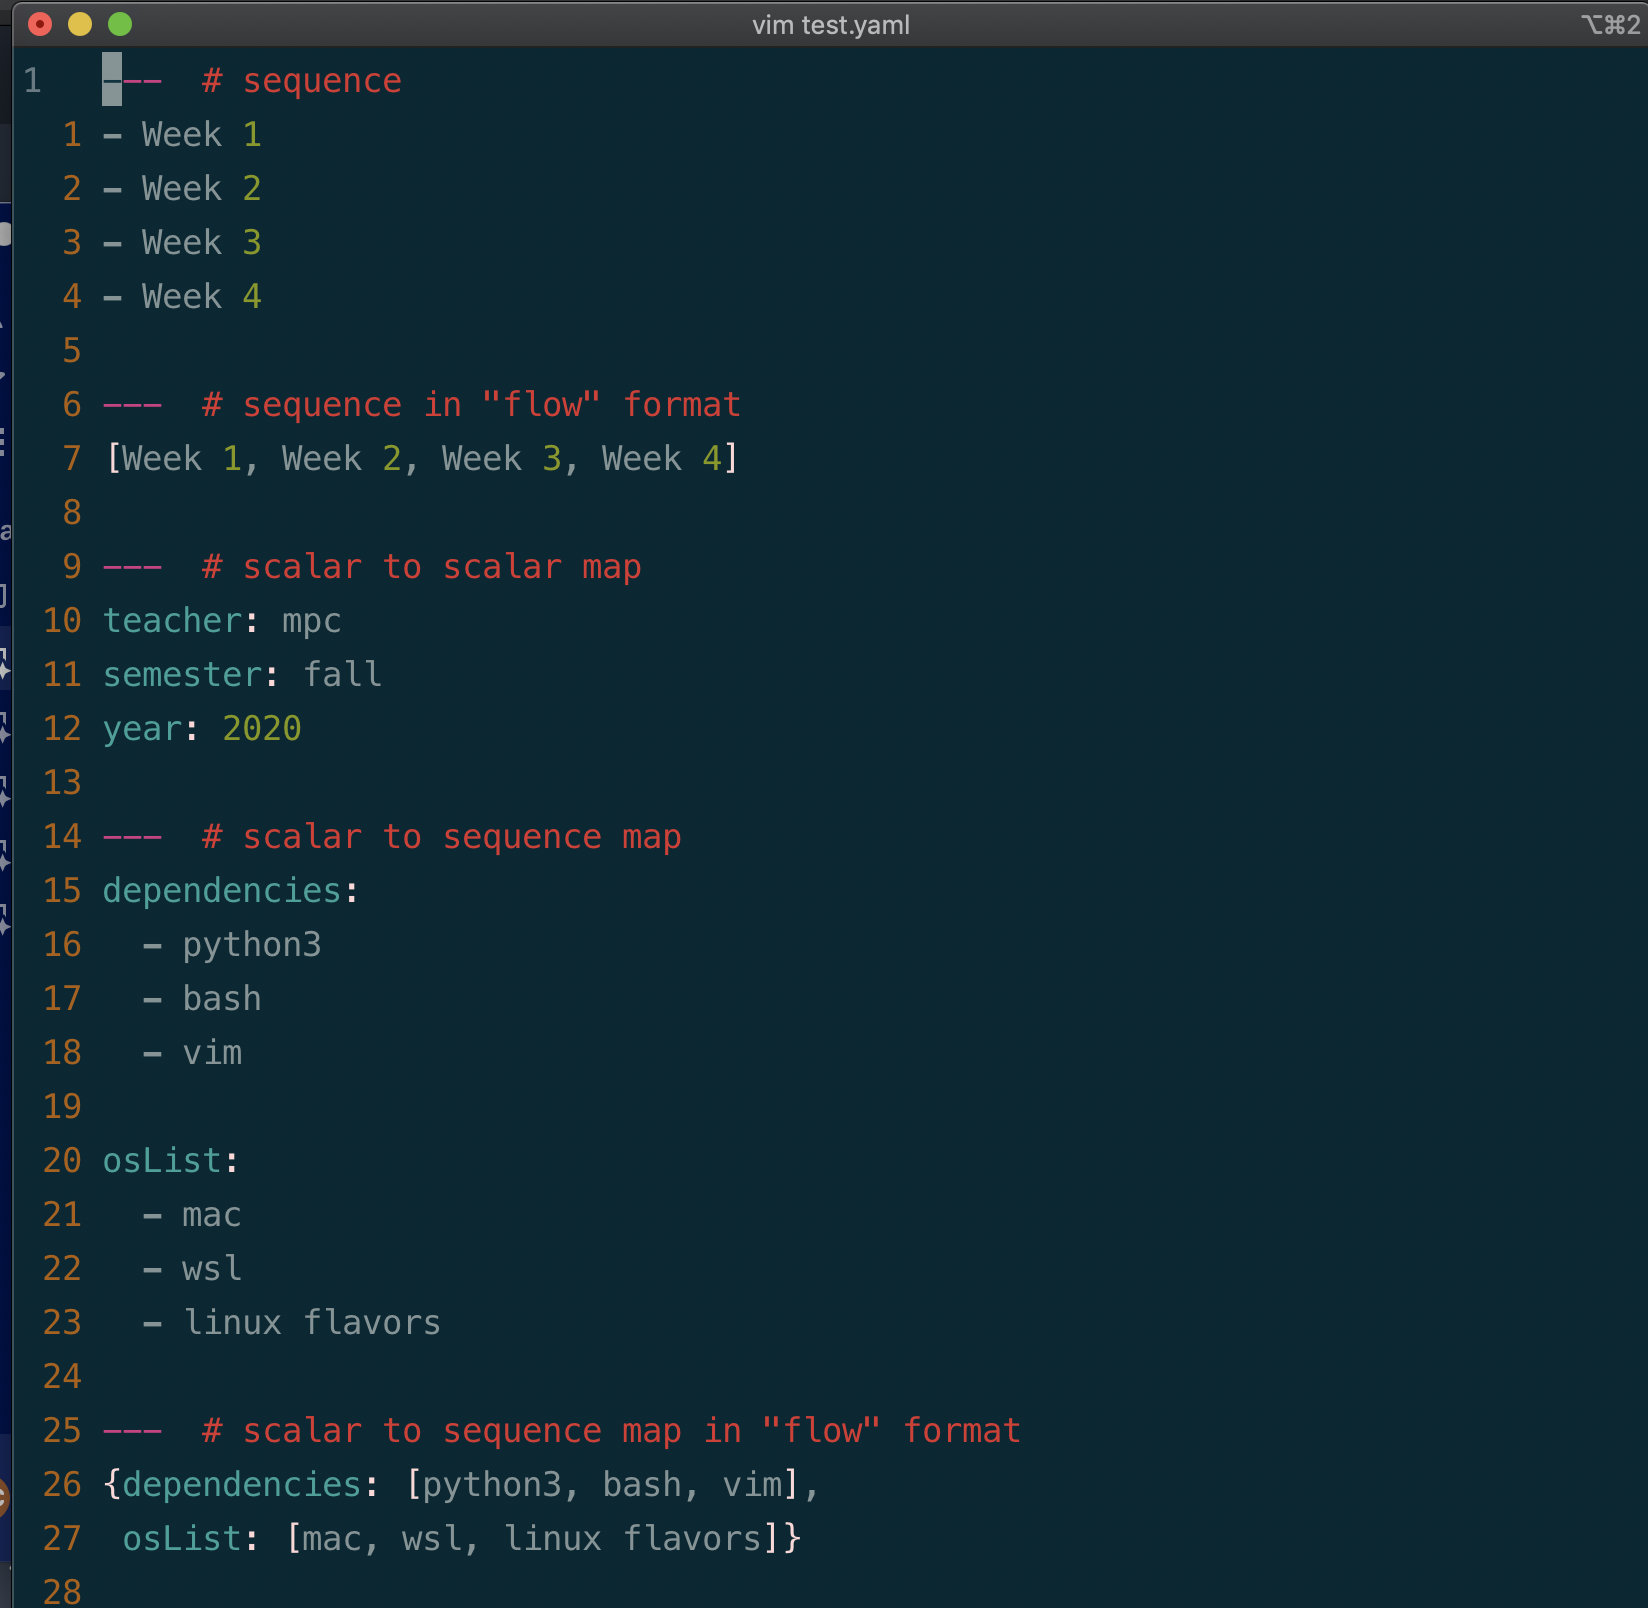 vim test.yaml ⌥⌘2
1 --- # sequence
1 - Week 1
2 - Week 2
3 - Week 3
4 - Week 4
5
6 --- # sequence in "flow" format
7 [Week 1, Week 2, Week 3, Week 4]
8
9 --- # scalar to scalar map
10 teacher: mpc
11 semester: fall
12 year: 2020
13
14 --- # scalar to sequence map
15 dependencies:
16   - python3
17   - bash
18   - vim
19
20 osList:
21   - mac
22   - wsl
23   - linux flavors
24
25 --- # scalar to sequence map in "flow" format
26 {dependencies: [python3, bash, vim],
27  osList: [mac, wsl, linux flavors]}
28